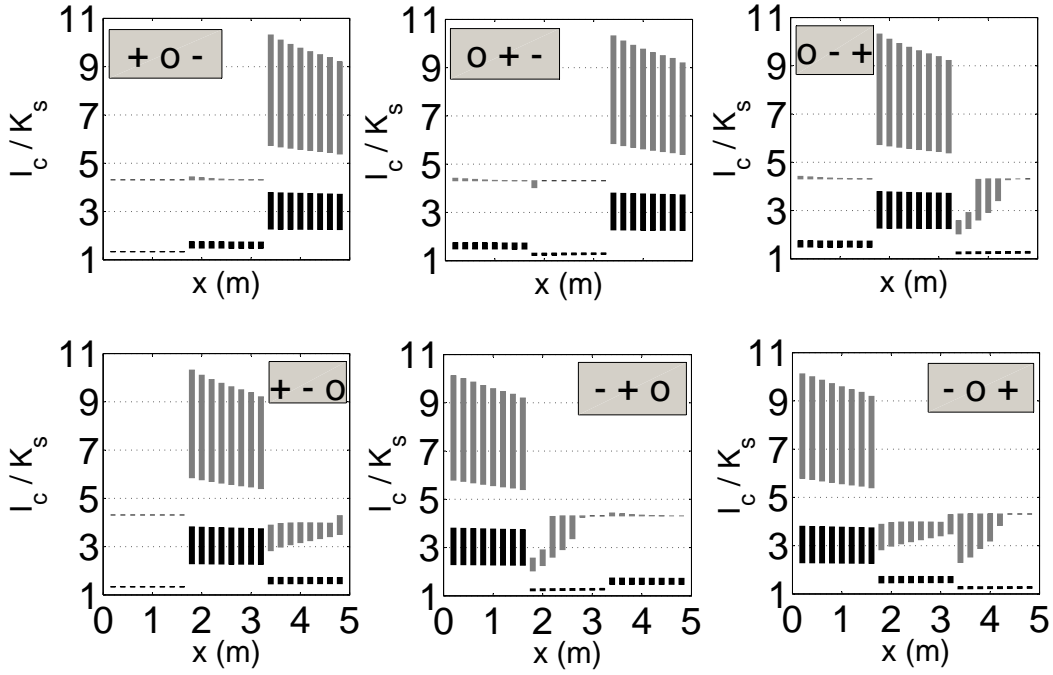 11
9
7
5
3
1
I_c / K_s
+ o -
x (m)
11
9
7
5
3
1
I_c / K_s
o + -
x (m)
11
9
7
5
3
1
I_c / K_s
o - +
x (m)
11
9
7
5
3
1
I_c / K_s
+ - o
0 1 2 3 4 5
x (m)
11
9
7
5
3
1
I_c / K_s
- + o
0 1 2 3 4 5
x (m)
11
9
7
5
3
1
I_c / K_s
- o +
0 1 2 3 4 5
x (m)